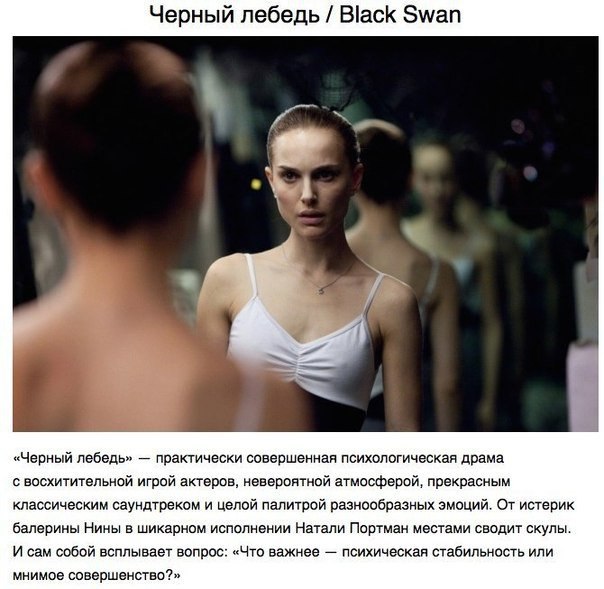 Черный лебедь / Black Swan
«Черный лебедь» — практически совершенная психологическая драма
с восхитительной игрой актеров, невероятной атмосферой, прекрасным
классическим саундтреком и целой палитрой разнообразных эмоций. От истерик
балерины Нины в шикарном исполнении Натали Портман местами сводит скулы.
И сам собой всплывает вопрос: «Что важнее — психическая стабильность или
мнимое совершенство?»